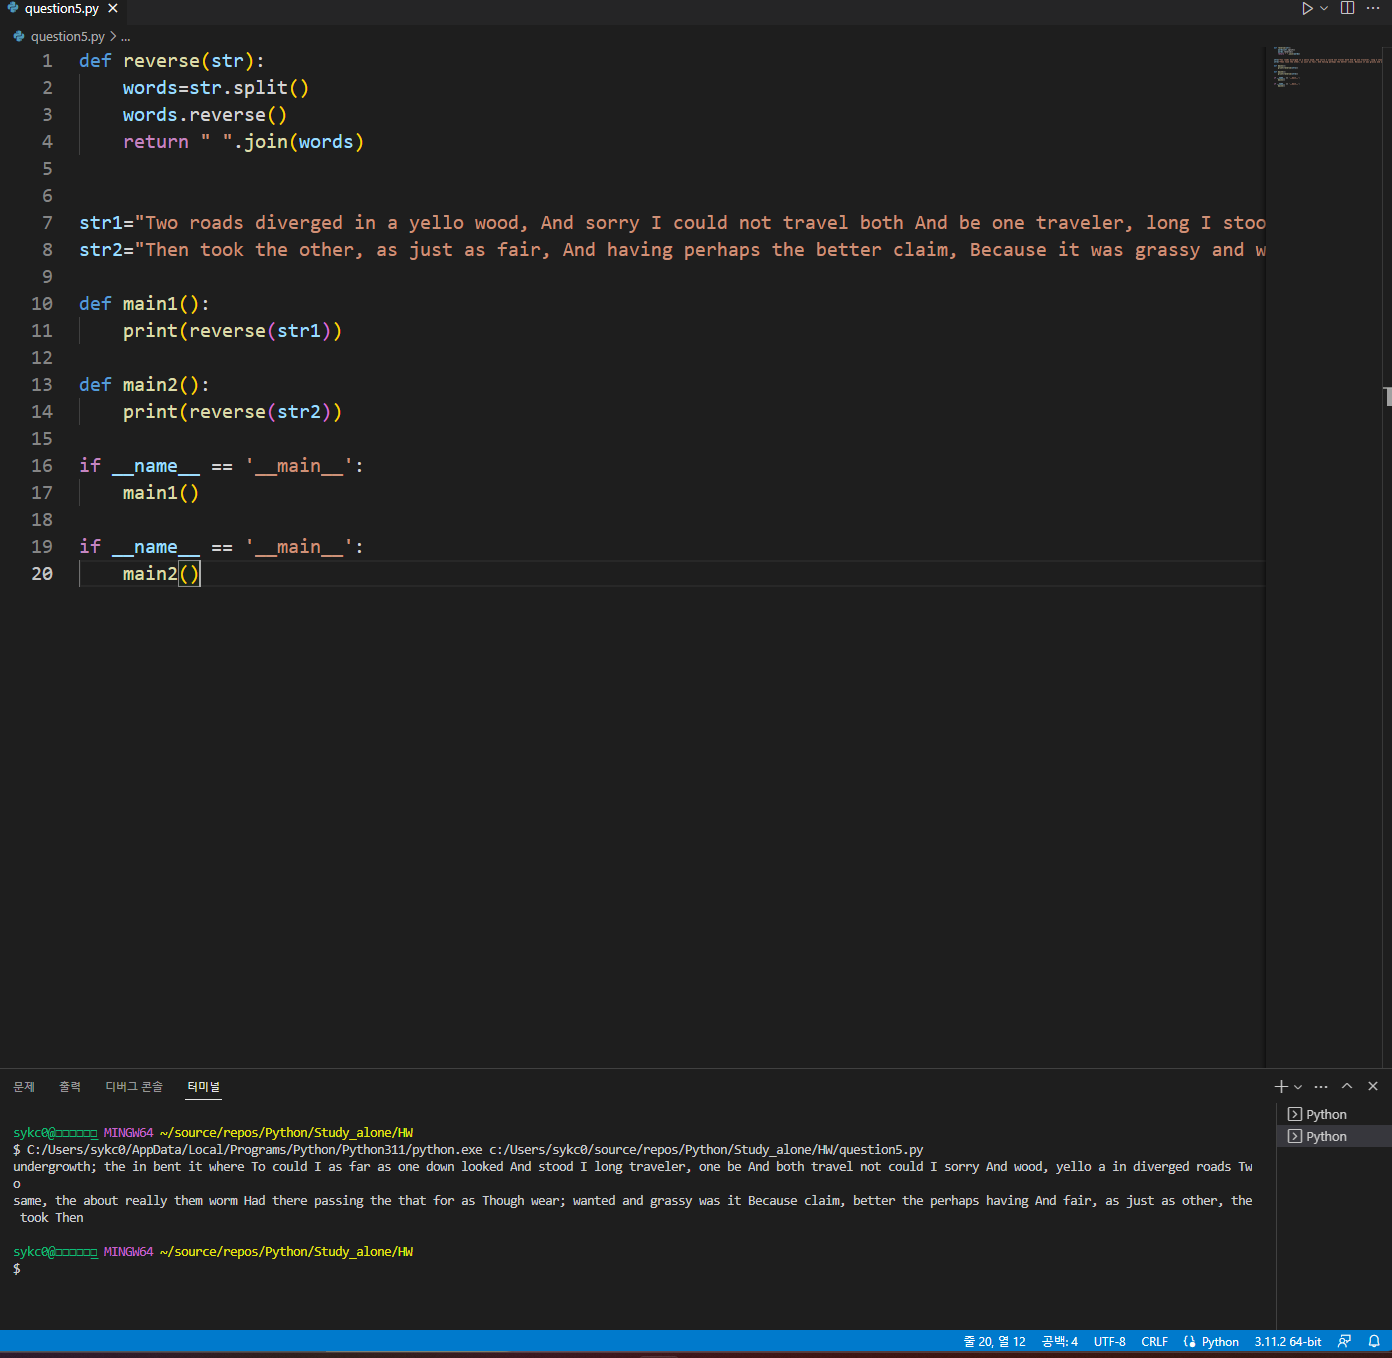 question5.py
question5.py > ...
1 def reverse(str):
2     words=str.split()
3     words.reverse()
4     return " ".join(words)
5
6
7 str1="Two roads diverged in a yello wood, And sorry I could not travel both And be one traveler, long I stoo
8 str2="Then took the other, as just as fair, And having perhaps the better claim, Because it was grassy and w
9
10 def main1():
11     print(reverse(str1))
12
13 def main2():
14     print(reverse(str2))
15
16 if __name__ == '__main__':
17     main1()
18
19 if __name__ == '__main__':
20     main2()
문제 출력 디버그 콘솔 터미널
Python
Python
sykc0@□□□□□□ MINGW64 ~/source/repos/Python/Study_alone/HW
$ C:/Users/sykc0/AppData/Local/Programs/Python/Python311/python.exe c:/Users/sykc0/source/repos/Python/Study_alone/HW/question5.py
undergrowth; the in bent it where To could I as far as one down looked And stood I long traveler, one be And both travel not could I sorry And wood, yello a in diverged roads Tw
o
same, the about really them worm Had there passing the that for as Though wear; wanted and grassy was it Because claim, better the perhaps having And fair, as just as other, the
 took Then
sykc0@□□□□□□ MINGW64 ~/source/repos/Python/Study_alone/HW
$
줄 20, 열 12 공백: 4 UTF-8 CRLF Python 3.11.2 64-bit